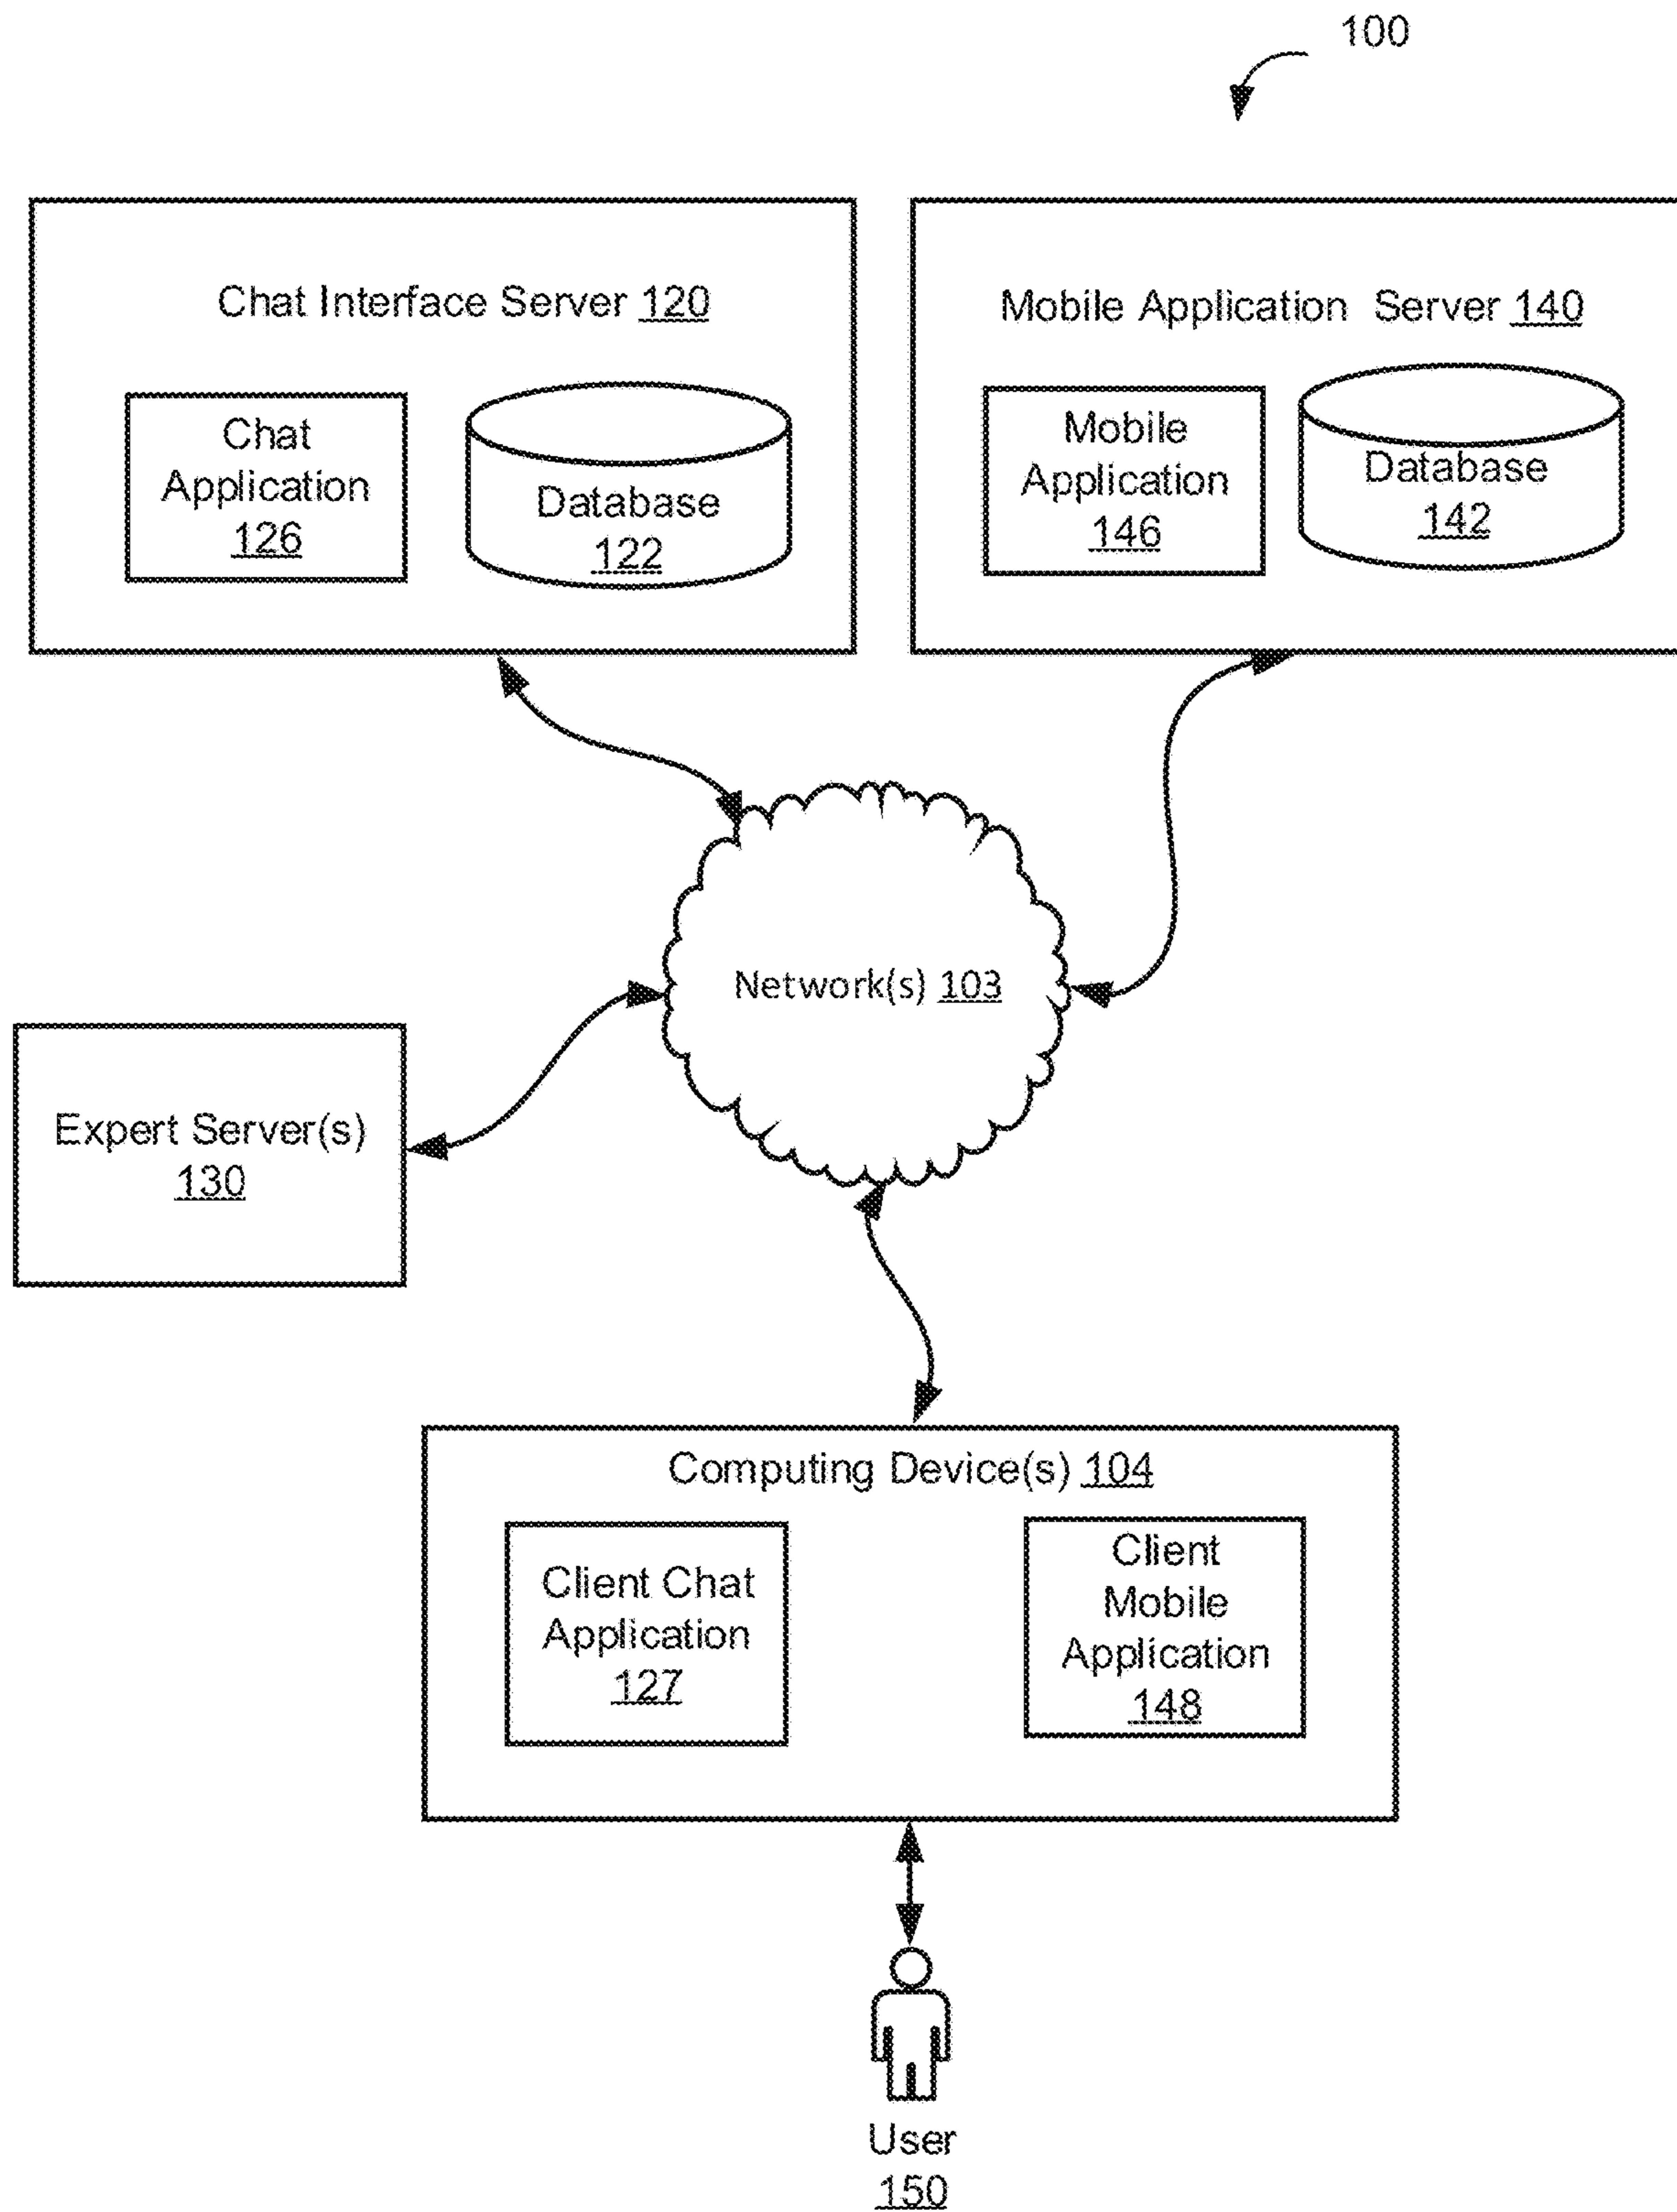 100
Chat Interface Server 120
Mobile Application Server 140
Chat
Application
126
Database
122
Mobile
Application
146
Database
142
Network(s) 103
Expert Server(s)
130
Computing Device(s) 104
Client Chat
Application
127
Client
Mobile
Application
148
User
150